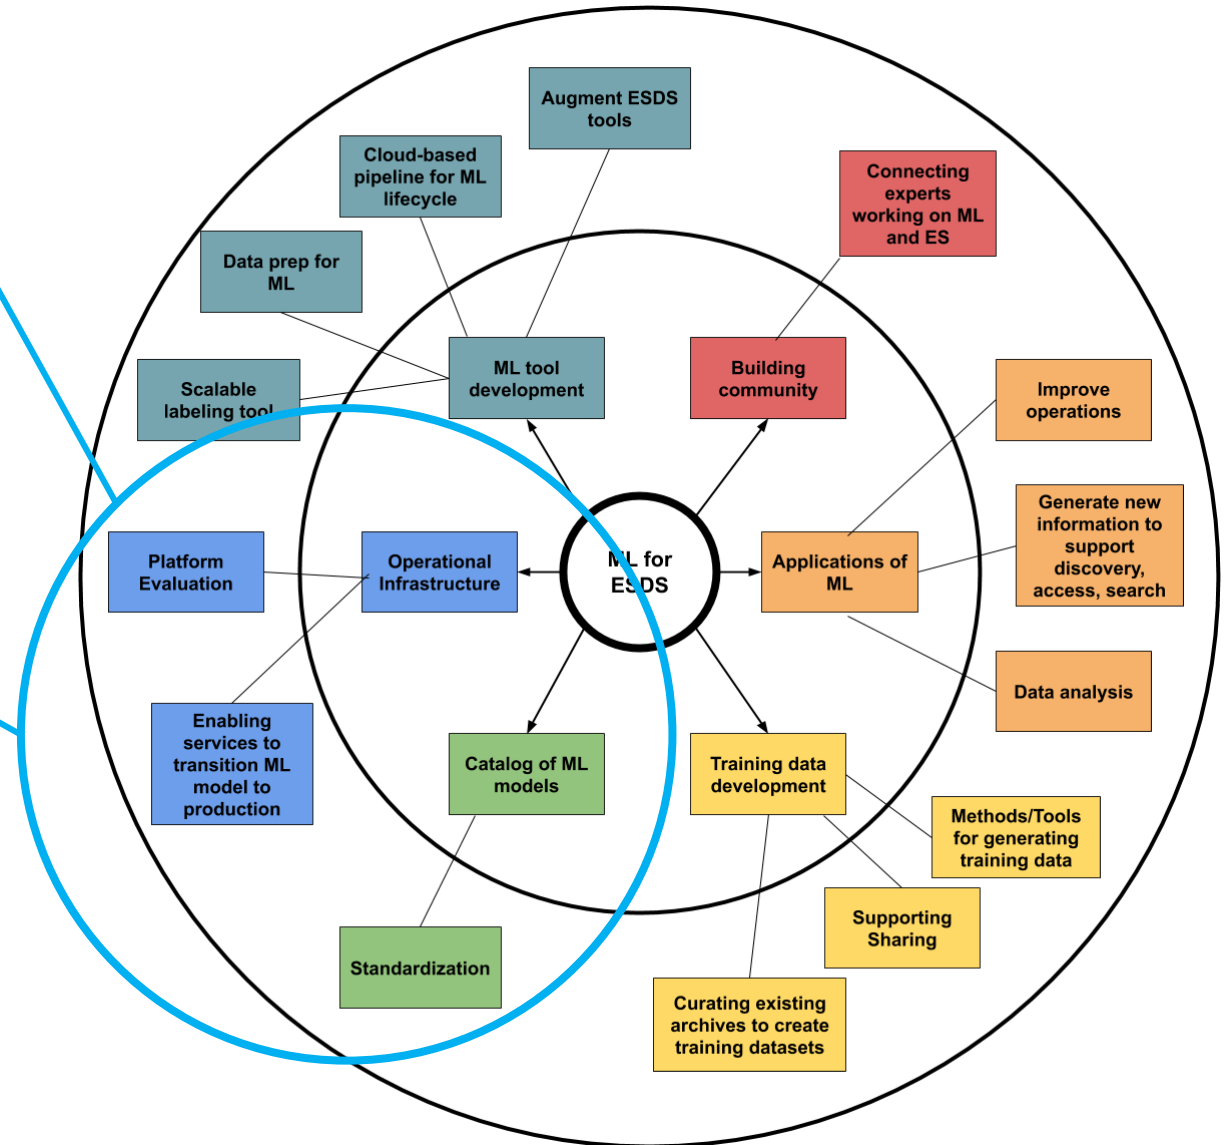 Augment ESDS
tools
Cloud-based
pipeline for ML
lifecycle
Connecting
experts
working on ML
and ES
Data prep for
ML
ML tool
development
Building
community
Scalable
labeling tool
Improve
operations
Generate new
information to
support
discovery,
access, search
Platform
Evaluation
Operational
Infrastructure
ML for
ESDS
Applications of
ML
Data analysis
Enabling
services to
transition ML
model to
production
Catalog of ML
models
Training data
development
Methods/Tools
for generating
training data
Supporting
Sharing
Standardization
Curating existing
archives to create
training datasets